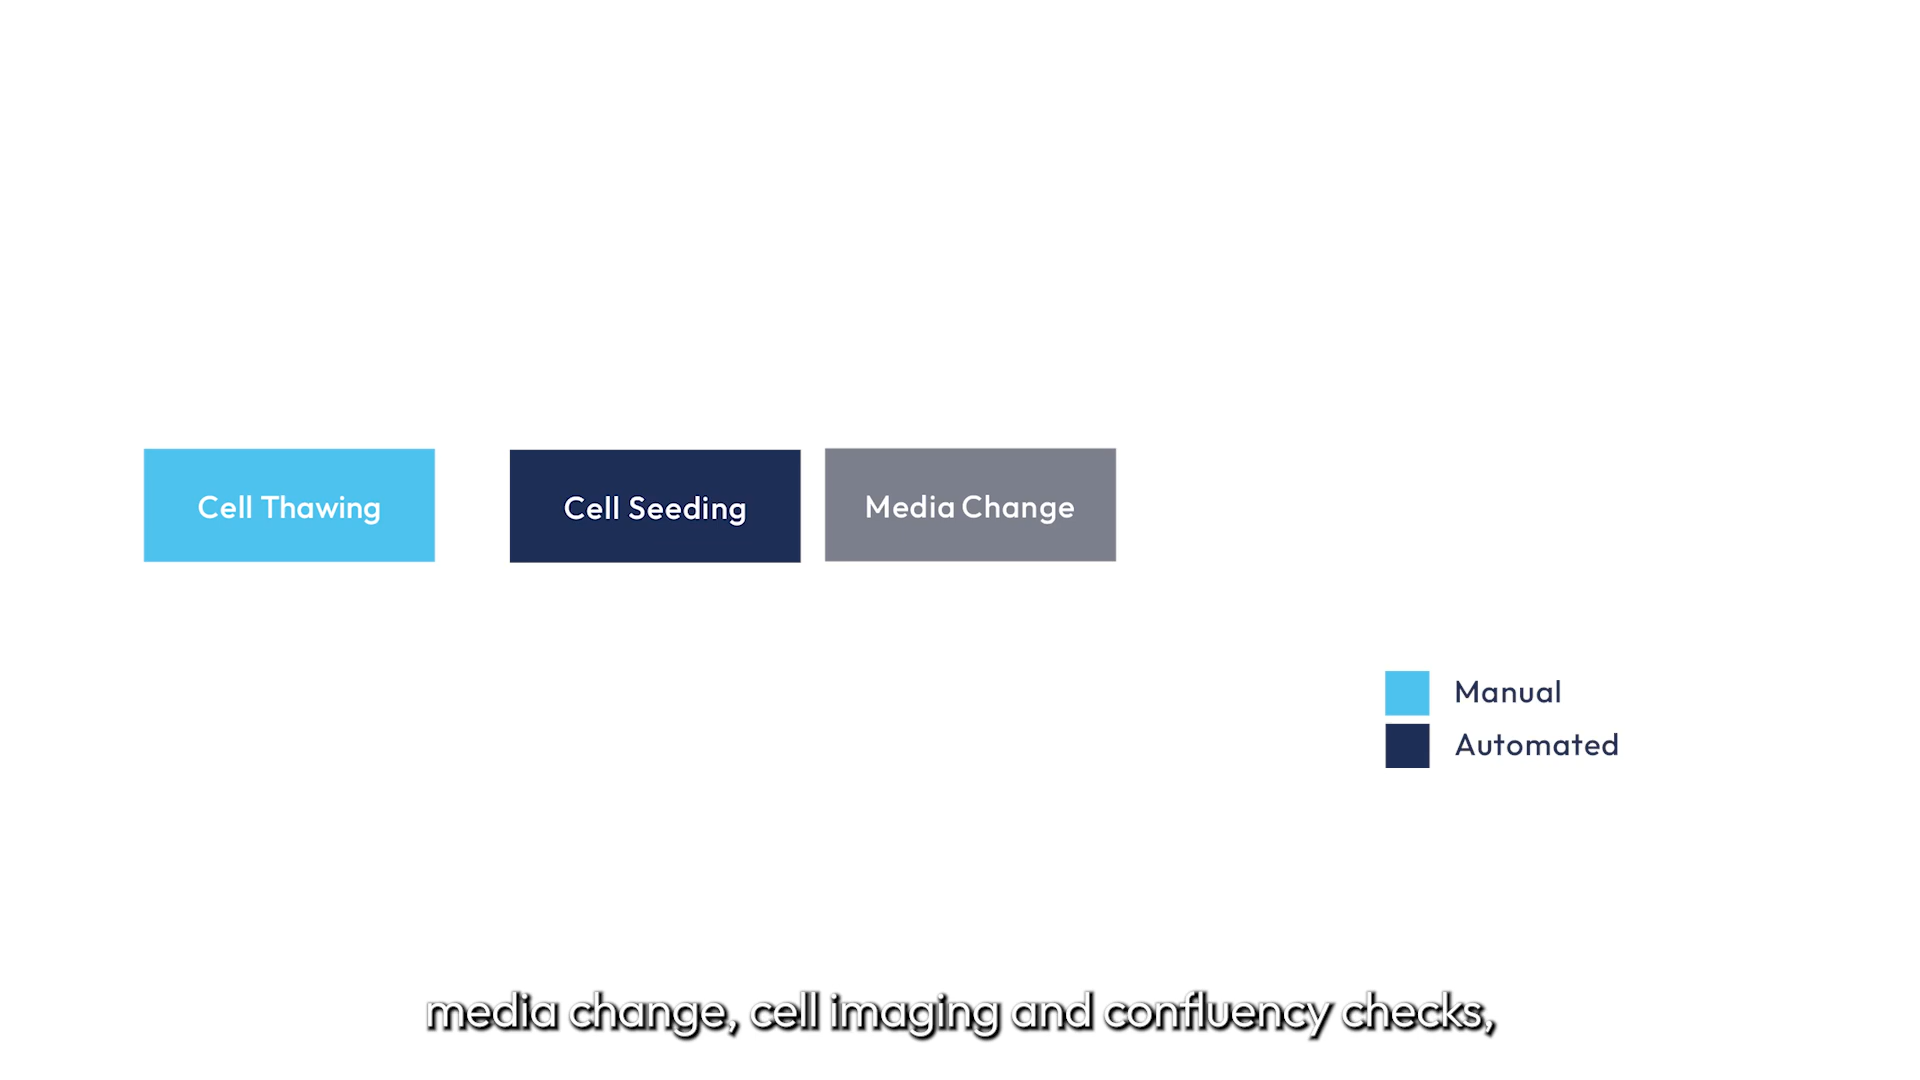 Cell Thawing
Cell Seeding
Media Change
Manual
Automated
media change, cell imaging and confluency checks,